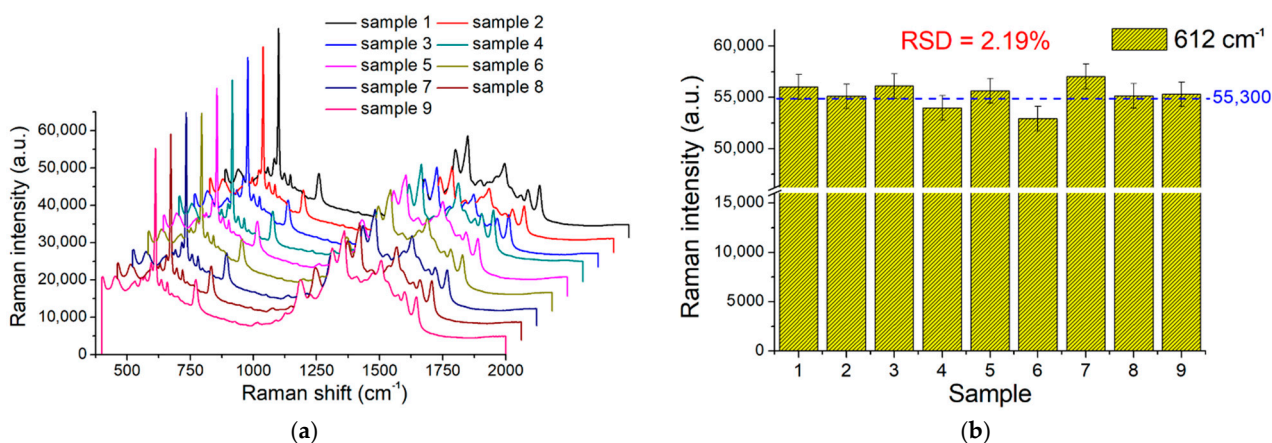 sample 1 sample 2
sample 3 sample 4
sample 5 sample 6
sample 7 sample 8
sample 9
Raman intensity (a.u.)
60,000
50,000
40,000
30,000
20,000
10,000
0
500 750 1000 1250 1500 1750 2000
Raman shift (cm⁻¹)
(a)
RSD = 2.19%
612 cm⁻¹
Raman intensity (a.u.)
60,000
55,000
50,000
15,000
10,000
5000
0
55,300
1 2 3 4 5 6 7 8 9
Sample
(b)